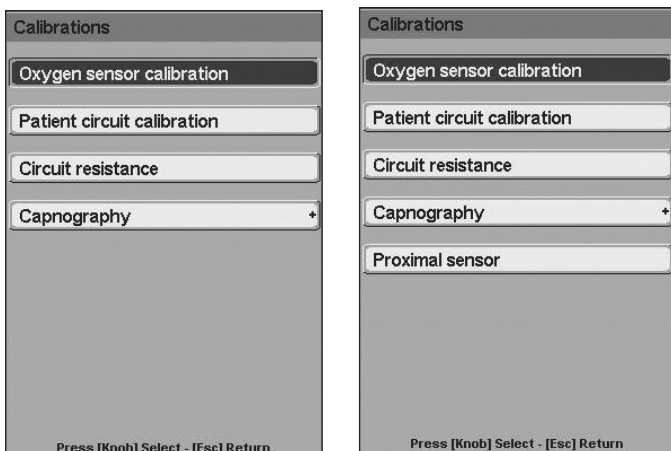 Calibrations
Oxygen sensor calibration
Patient circuit calibration
Circuit resistance
Capnography +
Press [Knob] Select - [Esc] Return
Calibrations
Oxygen sensor calibration
Patient circuit calibration
Circuit resistance
Capnography +
Proximal sensor
Press [Knob] Select - [Esc] Return